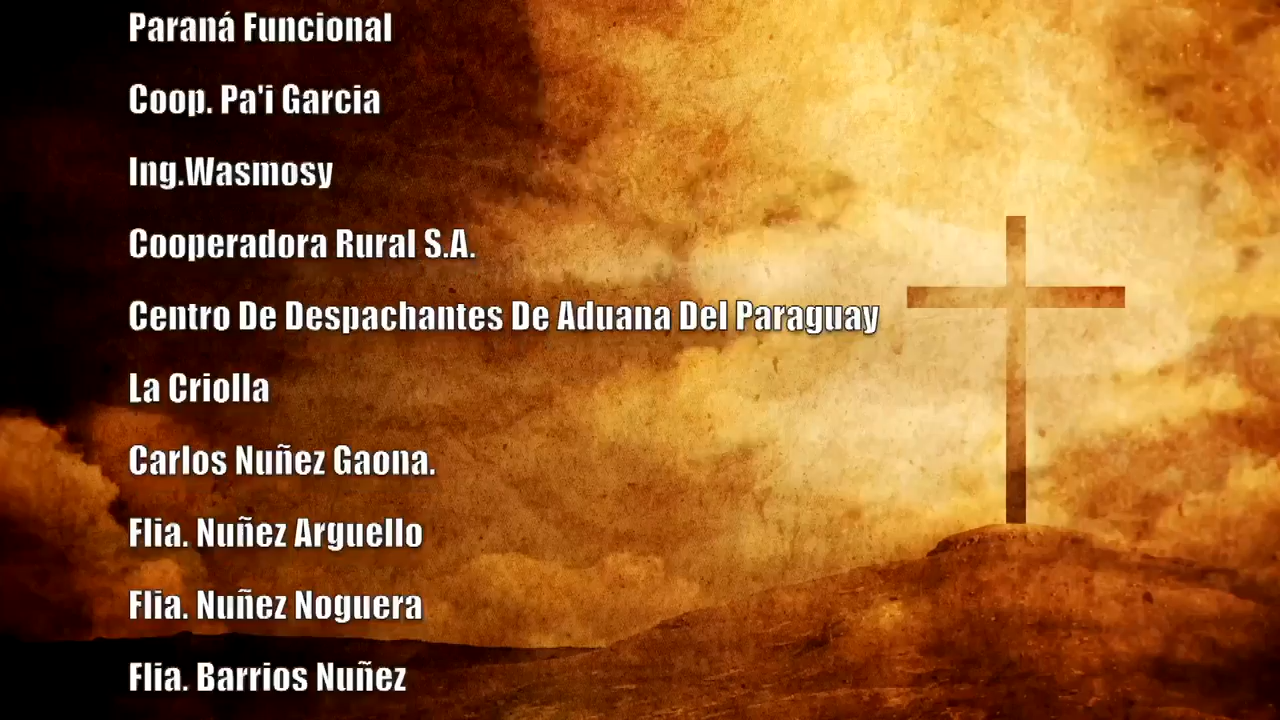 Paraná Funcional
Coop. Pa'i Garcia
Ing.Wasmosy
Cooperadora Rural S.A.
Centro De Despachantes De Aduana Del Paraguay
La Criolla
Carlos Nuñez Gaona.
Flia. Nuñez Arguello
Flia. Nuñez Noguera
Flia. Barrios Nuñez